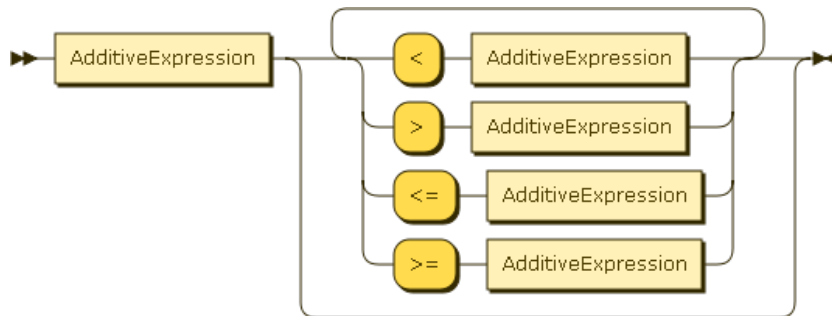 AdditiveExpression < AdditiveExpression
> AdditiveExpression
<= AdditiveExpression
>= AdditiveExpression